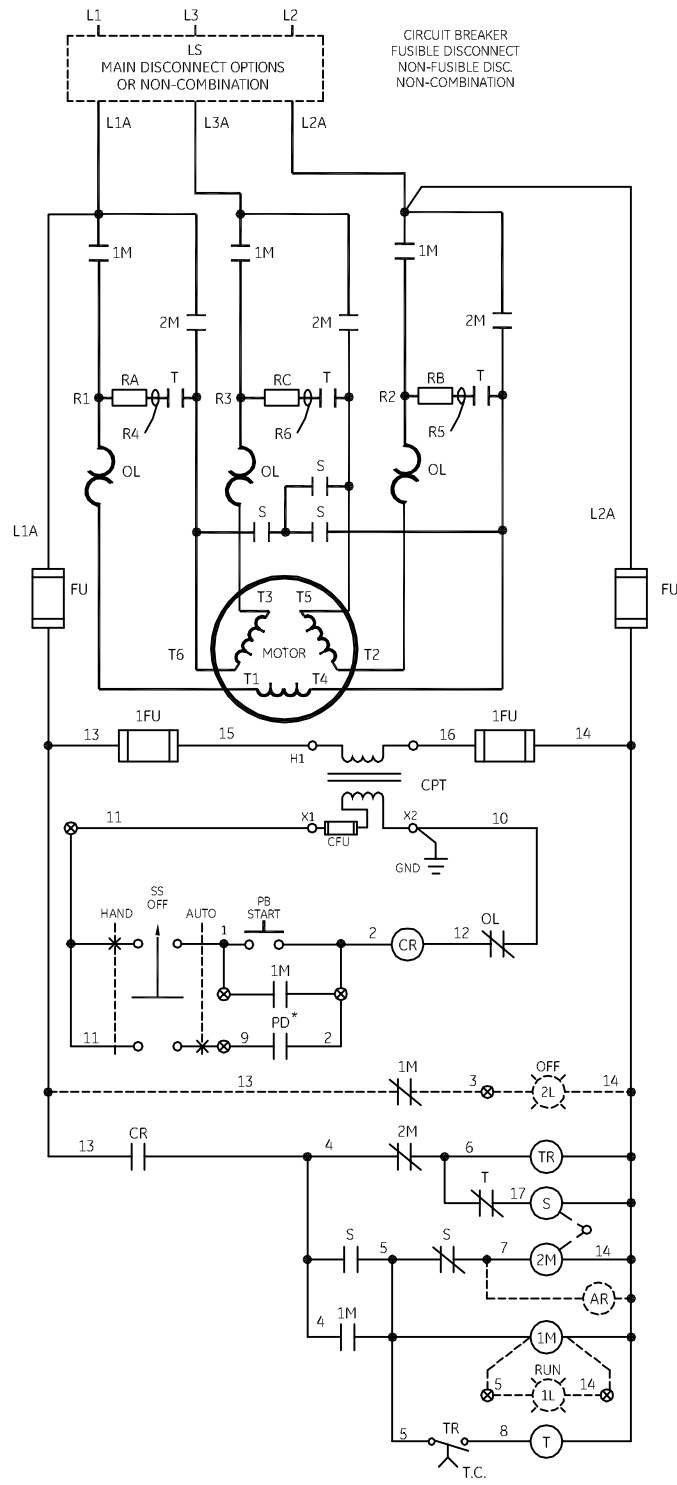 L1 L3 L2
LS
MAIN DISCONNECT OPTIONS
OR NON-COMBINATION
CIRCUIT BREAKER
FUSIBLE DISCONNECT
NON-FUSIBLE DISC.
NON-COMBINATION
L1A L3A L2A
1M 1M 1M
2M 2M 2M
RA T RC T RB T
R1 R3 R2
R4 R6 R5
OL OL OL
S
S S
L1A L2A
FU FU
T3 T5
T6 MOTOR T2
T1 T4
1FU 1FU
13 15 16 14
H1
CPT
11 X1 X2 10
CFU
GND
SS
OFF
HAND AUTO
PB
START
1 2 CR 12 OL
1M
PD*
11 9 2
1M OFF
13 3 2L 14
CR 2M
13 4 6 TR
T 17 S
S 5 S 7 2M 14
AR
4 1M 1M
RUN
5 1L 14
5 TR 8 T
T.C.